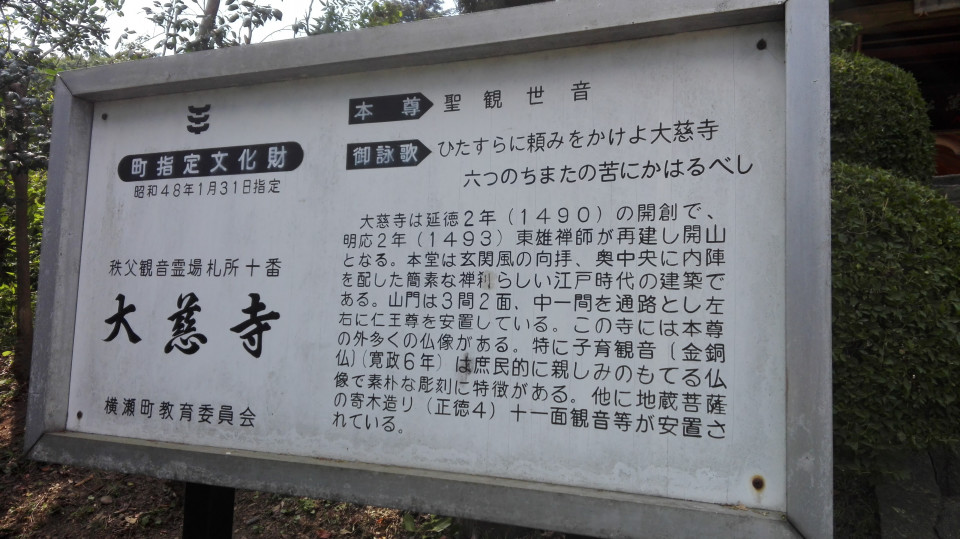 町指定文化財
昭和48年1月31日指定
秩父観音霊場札所十番
大慈寺
横瀬町教育委員会
本尊 聖観世音
御詠歌 ひたすらに頼みをかけよ大慈寺
六つのちまたの苦にかはるべし
大慈寺は延徳2年(1490)の開創で、
明応2年(1493)東雄禅師が再建し開山
となる。本堂は玄関風の向拝、奥中央に内陣
を配した簡素な禅刹らしい江戸時代の建築で
ある。山門は3間2面、中一間を通路とし左
右に仁王尊を安置している。この寺には本尊
の外多くの仏像がある。特に子育観音(金銅
仏)(寛政6年)は庶民的に親しみのもてる仏
像で素朴な彫刻に特徴がある。他に地蔵菩薩
の寄木造り(正徳4)十一面観音等が安置さ
れている。